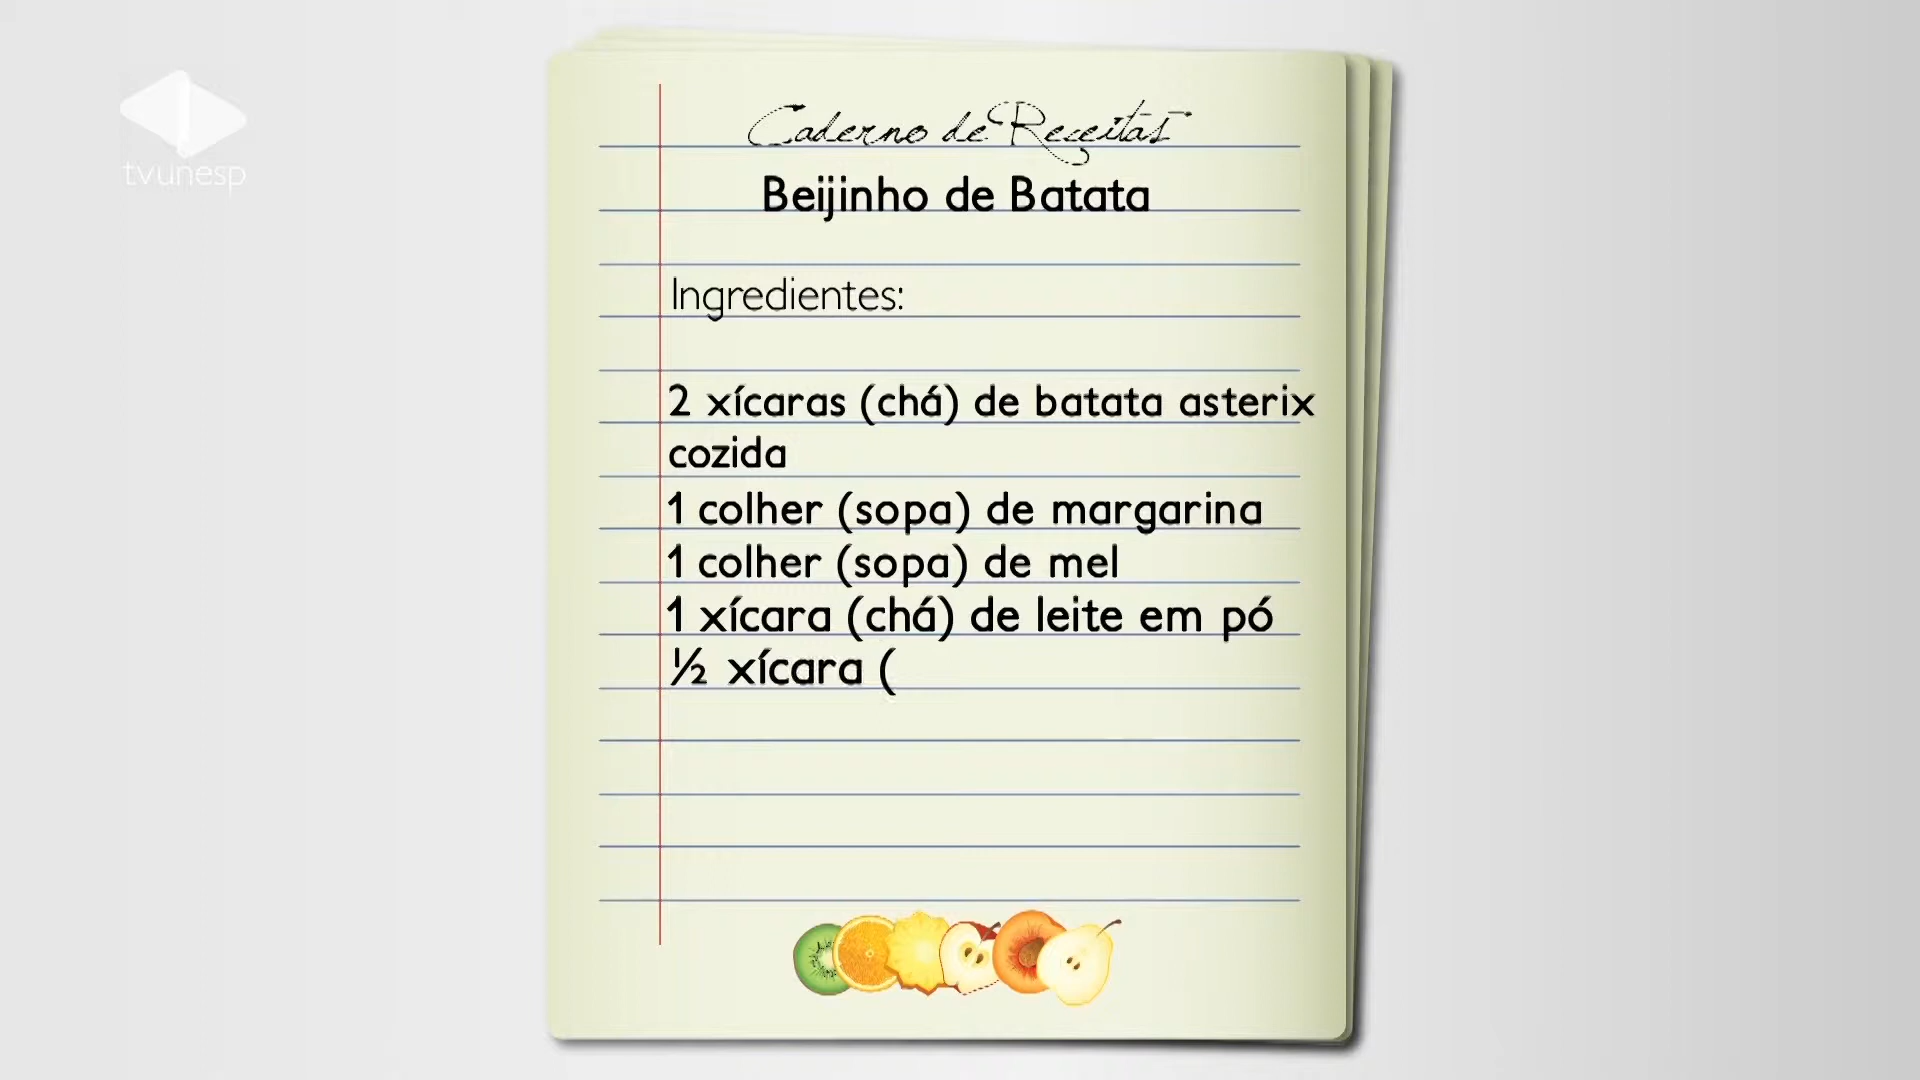 tvunesp
Caderno de Receitas
Beijinho de Batata
Ingredientes:
2 xícaras (chá) de batata asterix
cozida
1 colher (sopa) de margarina
1 colher (sopa) de mel
1 xícara (chá) de leite em pó
½ xícara (